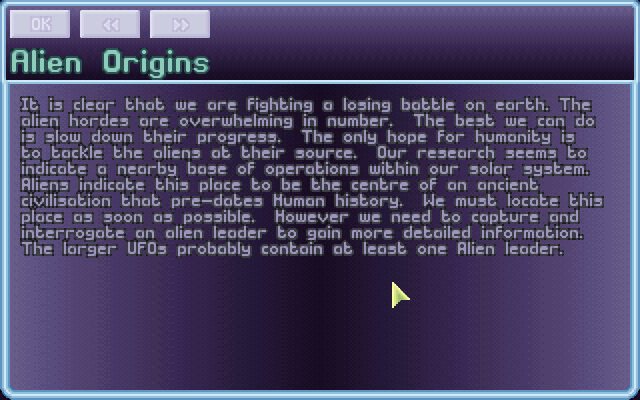 OK << >>
Alien Origins
It is clear that we are fighting a losing battle on earth. The
alien hordes are overwhelming in number.  The best we can do
is slow down their progress.  The only hope for humanity is
to tackle the aliens at their source.  Our research seems to
indicate a nearby base of operations within our solar system.
Aliens indicate this place to be the centre of an ancient
civilisation that pre-dates Human history.  We must locate this
place as soon as possible.  However we need to capture and
interrogate an alien leader to gain more detailed information.
The larger UFOs probably contain at least one Alien leader.